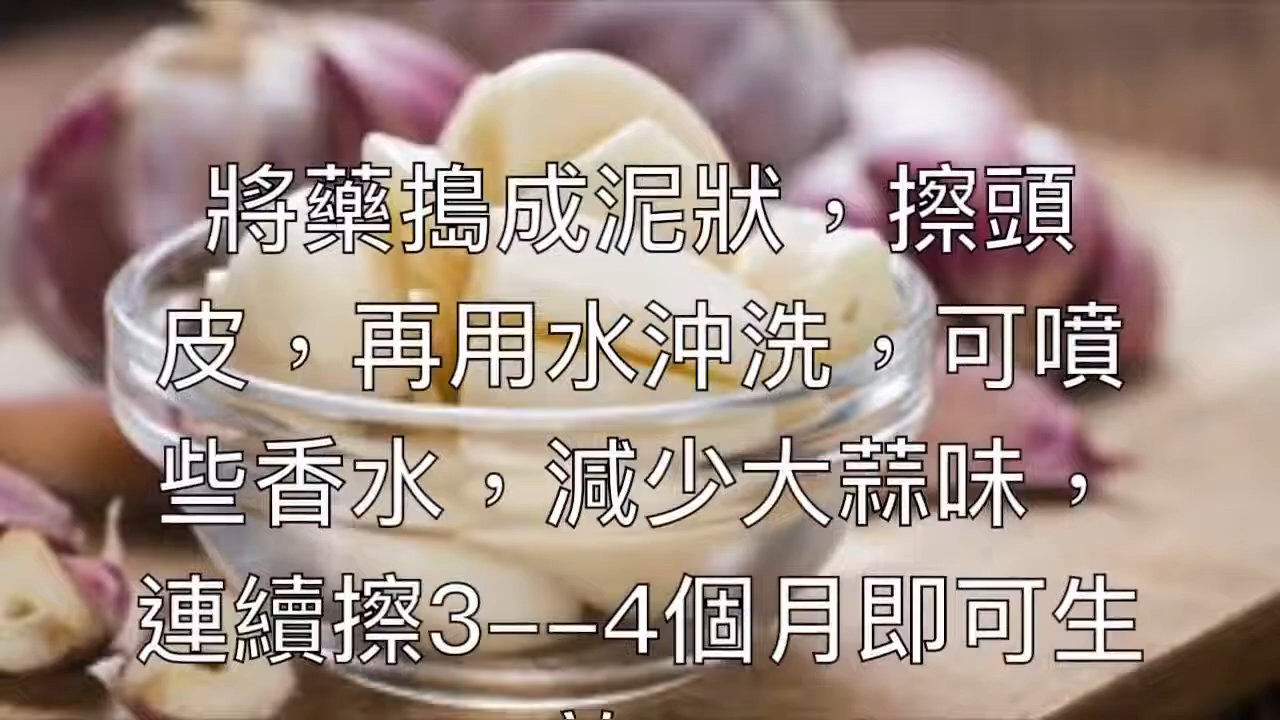 將藥搗成泥狀，擦頭
皮，再用水沖洗，可噴
些香水，減少大蒜味，
連續擦3--4個月即可生